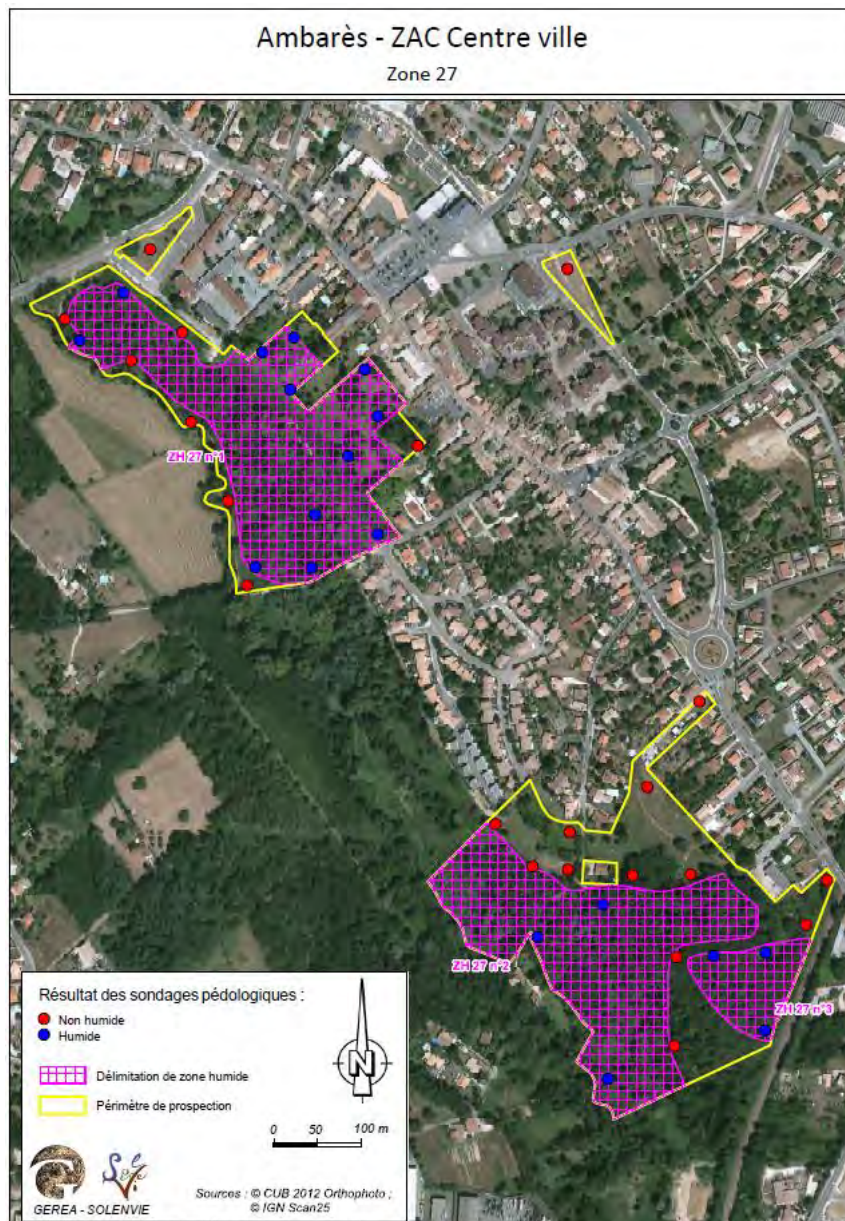 Ambarès - ZAC Centre ville
Zone 27
ZH 27 n°1
ZH 27 n°2
ZH 27 n°3
Résultat des sondages pédologiques :
Non humide
Humide
Délimitation de zone humide
Périmètre de prospection
N
0 50 100 m
GEREA - SOLENVIE
Sources : © CUB 2012 Orthophoto ;
© IGN Scan25